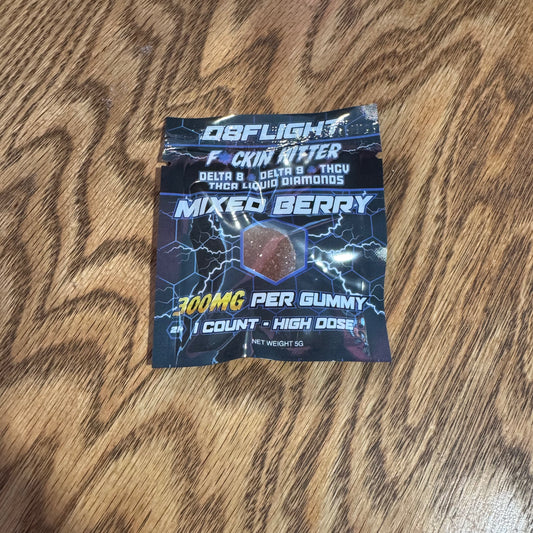 D8FLIGHT
F CKIN RIFTER
DELTA 8 DELTA 9 THCV
THCA LIQUID DIAMONDS
MIXED BERRY
300MG PER GUMMY
1 COUNT - HIGH DOSE
NET WEIGHT 5G